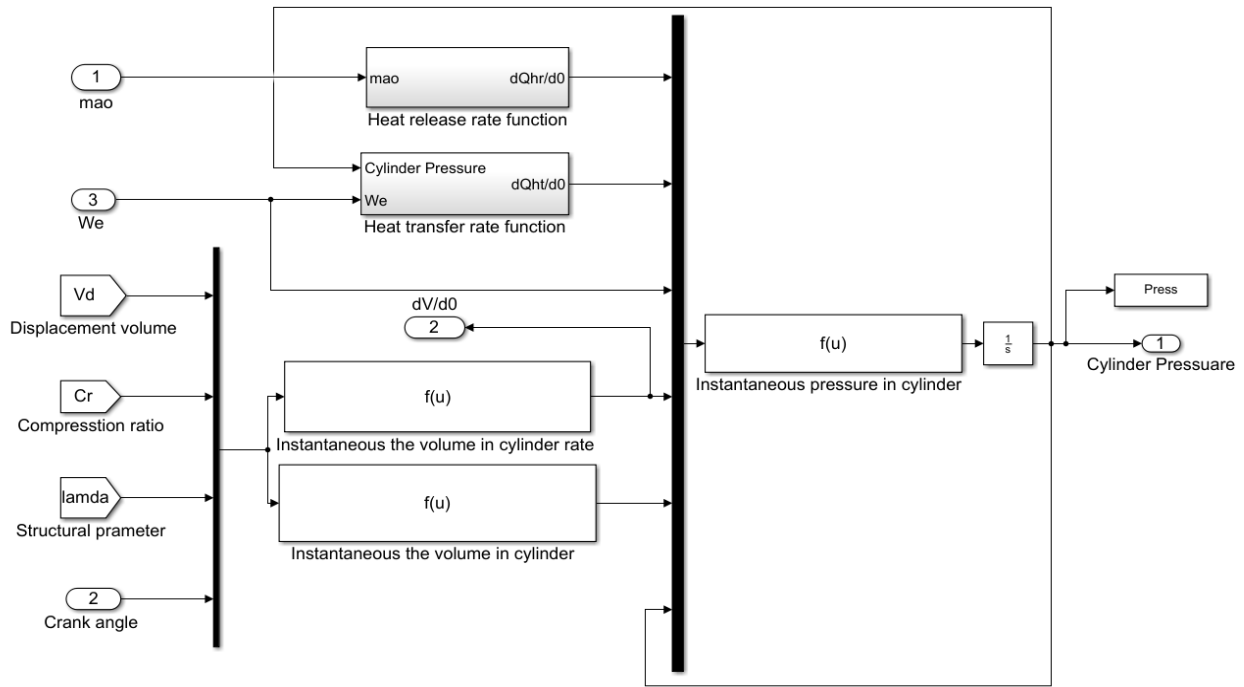 1
mao
mao
dQhr/d0
Heat release rate function
Cylinder Pressure
We
dQht/d0
Heat transfer rate function
3
We
Vd
Displacement volume
dV/d0
2
f(u)
Instantaneous pressure in cylinder
1
s
Press
1
Cylinder Pressuare
Cr
Compresstion ratio
f(u)
Instantaneous the volume in cylinder rate
lamda
Structural prameter
f(u)
Instantaneous the volume in cylinder
2
Crank angle